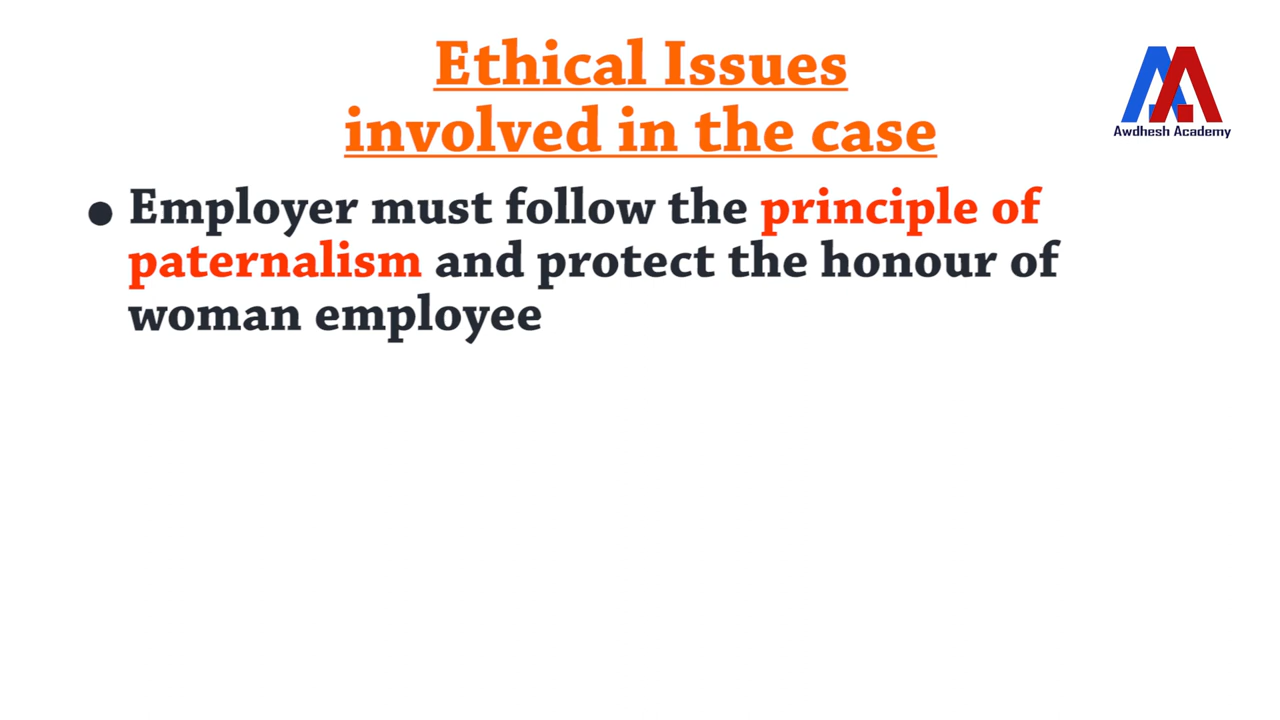 Ethical Issues
involved in the case
Awdhesh Academy
• Employer must follow the principle of
paternalism and protect the honour of
woman employee